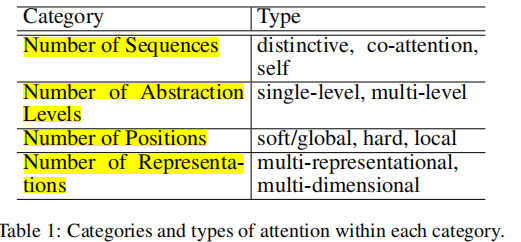 Category Type
Number of Sequences distinctive, co-attention,
self
Number of Abstraction single-level, multi-level
Levels
Number of Positions soft/global, hard, local
Number of Representa- multi-representational,
tions multi-dimensional
Table 1: Categories and types of attention within each category.